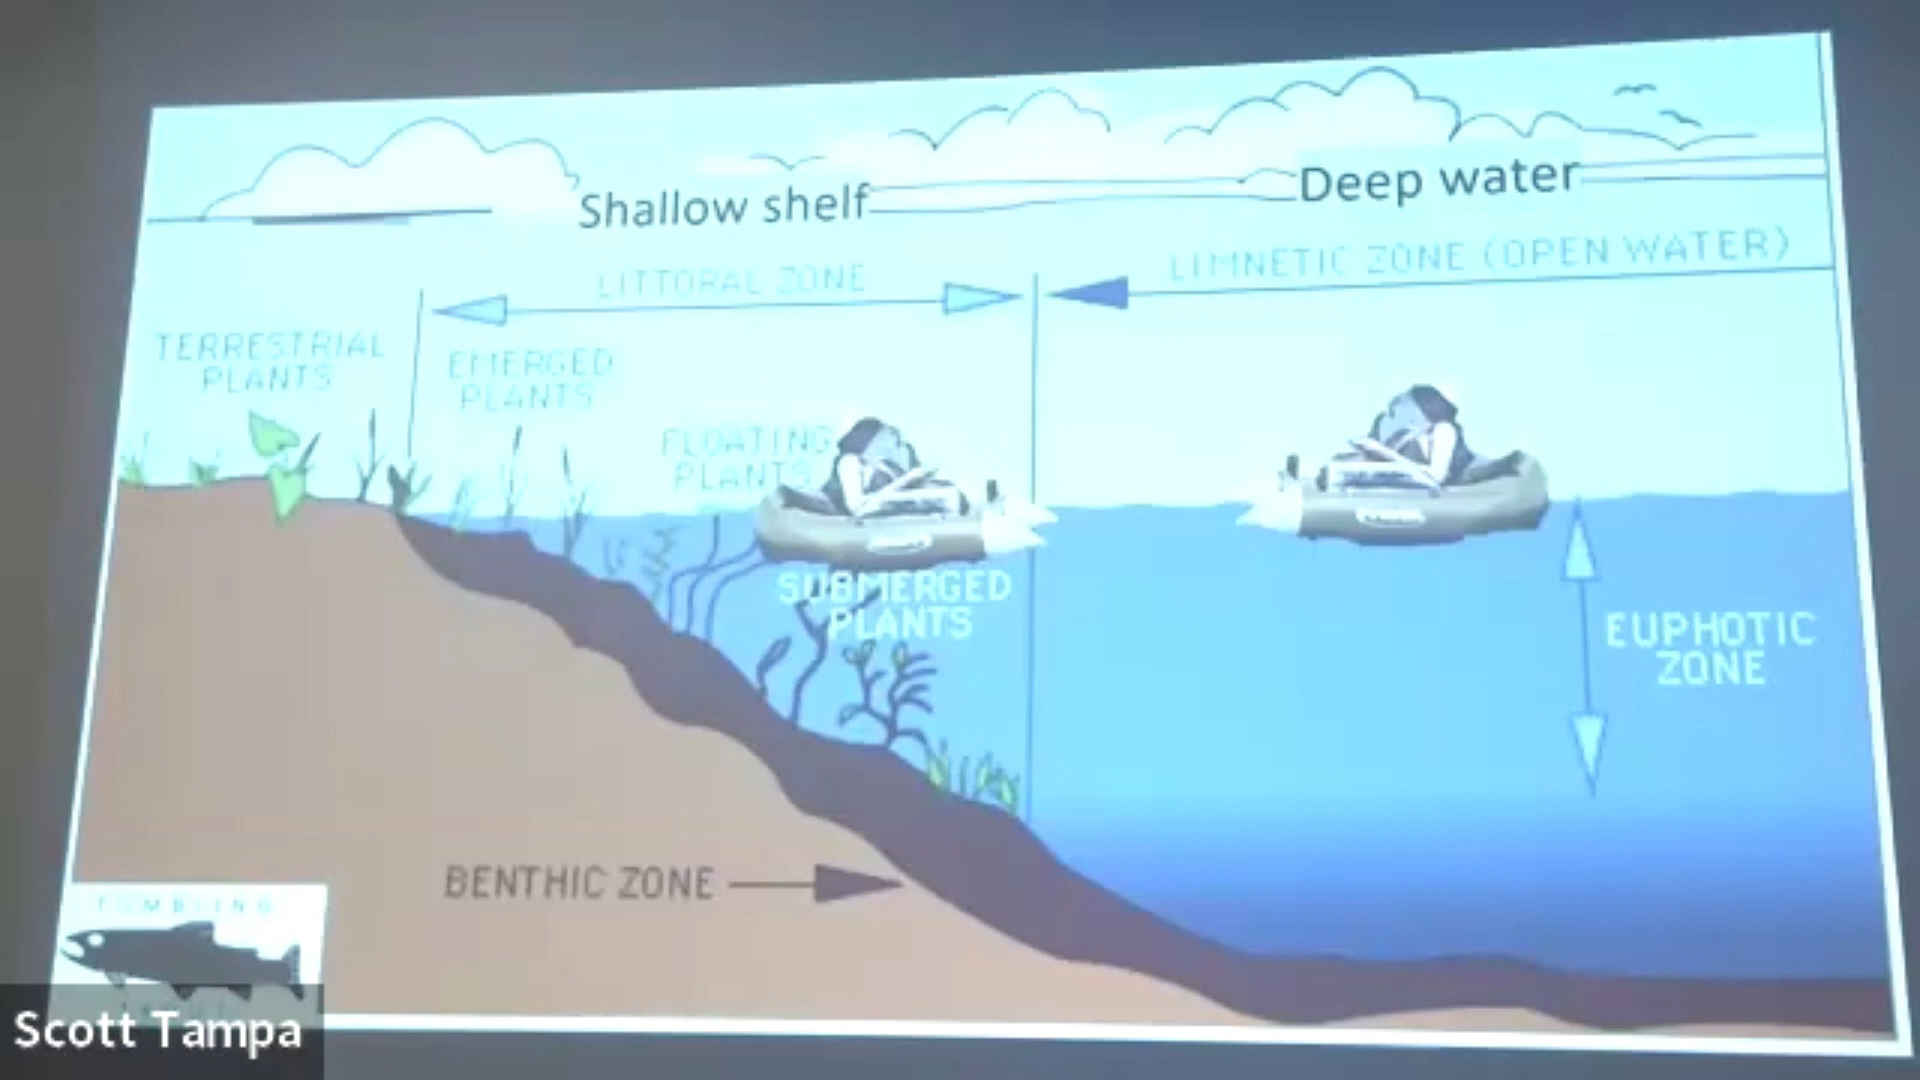 Shallow shelf
Deep water
LITTORAL ZONE
LIMNETIC ZONE (OPEN WATER)
TERRESTRIAL
PLANTS
EMERGED
PLANTS
FLOATING
PLANTS
SUBMERGED
PLANTS
EUPHOTIC
ZONE
BENTHIC ZONE
Scott Tampa